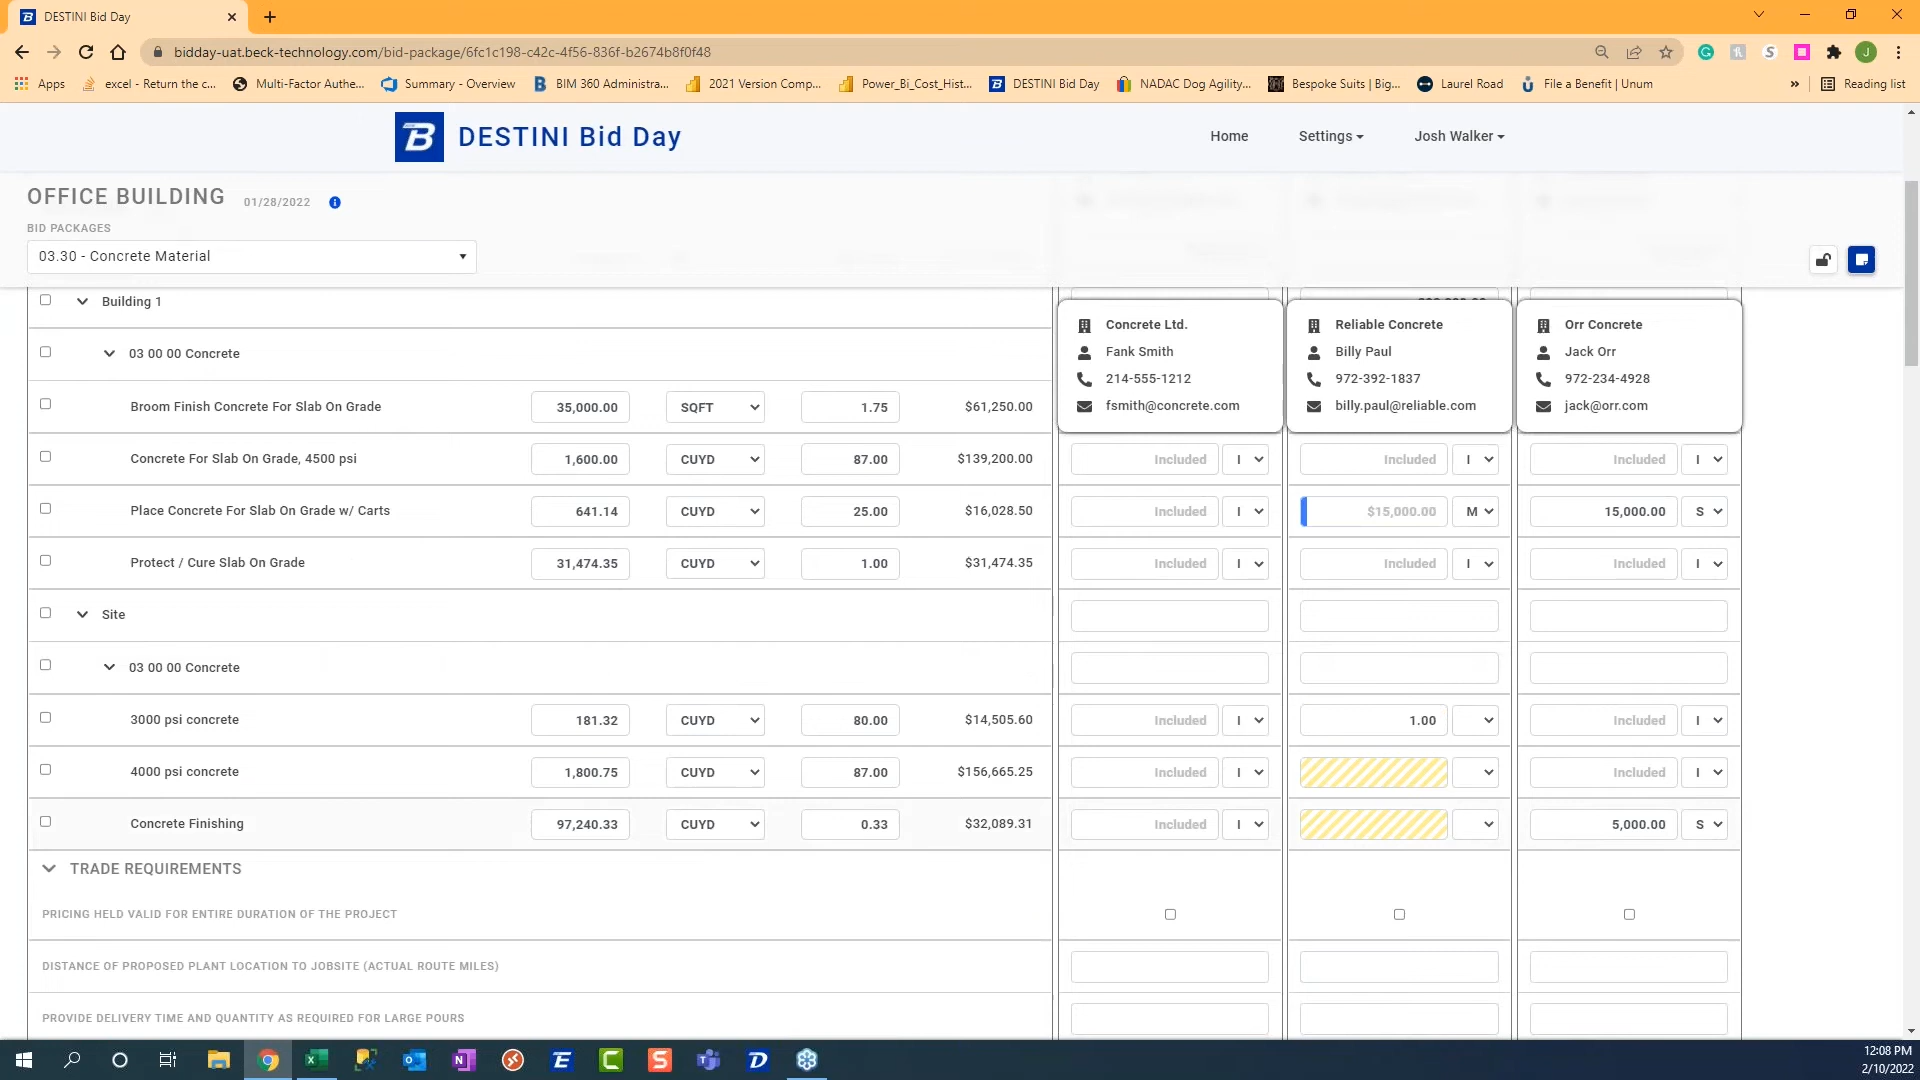 DESTINI Bid Day
bidday-uat.beck-technology.com/bid-package/6fc1c198-c42c-4f56-836f-b2674b8f0f48
J
Apps excel - Return the c... Multi-Factor Authe... Summary - Overview BIM 360 Administra... 2021 Version Comp... Power_Bi_Cost_Hist... DESTINI Bid Day NADAC Dog Agility... Bespoke Suits | Big... Laurel Road File a Benefit | Unum » Reading list
B DESTINI Bid Day Home Settings Josh Walker
OFFICE BUILDING 01/28/2022
BID PACKAGES
03.30 - Concrete Material
Building 1
Concrete Ltd. Reliable Concrete Orr Concrete
Fank Smith Billy Paul Jack Orr
214-555-1212 972-392-1837 972-234-4928
fsmith@concrete.com billy.paul@reliable.com jack@orr.com
03 00 00 Concrete
Broom Finish Concrete For Slab On Grade 35,000.00 SQFT 1.75 $61,250.00
Concrete For Slab On Grade, 4500 psi 1,600.00 CUYD 87.00 $139,200.00 Included I Included I Included I
Place Concrete For Slab On Grade w/ Carts 641.14 CUYD 25.00 $16,028.50 Included I $15,000.00 M 15,000.00 S
Protect / Cure Slab On Grade 31,474.35 CUYD 1.00 $31,474.35 Included I Included I Included I
Site
03 00 00 Concrete
3000 psi concrete 181.32 CUYD 80.00 $14,505.60 Included I 1.00 Included I
4000 psi concrete 1,800.75 CUYD 87.00 $156,665.25 Included I Included I
Concrete Finishing 97,240.33 CUYD 0.33 $32,089.31 Included I 5,000.00 S
TRADE REQUIREMENTS
PRICING HELD VALID FOR ENTIRE DURATION OF THE PROJECT
DISTANCE OF PROPOSED PLANT LOCATION TO JOBSITE (ACTUAL ROUTE MILES)
PROVIDE DELIVERY TIME AND QUANTITY AS REQUIRED FOR LARGE POURS
12:08 PM
2/10/2022